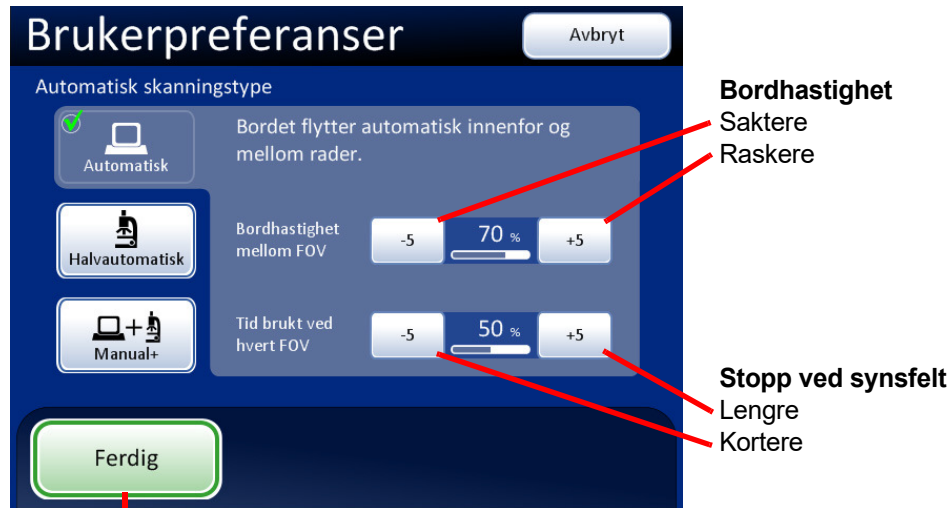 Brukerpreferanser
Avbryt
Automatisk skanningstype
Automatisk
Bordet flytter automatisk innenfor og
mellom rader.
Halvautomatisk
Bordhastighet
mellom FOV
-5
70 %
+5
Manual+
Tid brukt ved
hvert FOV
-5
50 %
+5
Ferdig
Bordhastighet
Saktere
Raskere
Stopp ved synsfelt
Lengre
Kortere